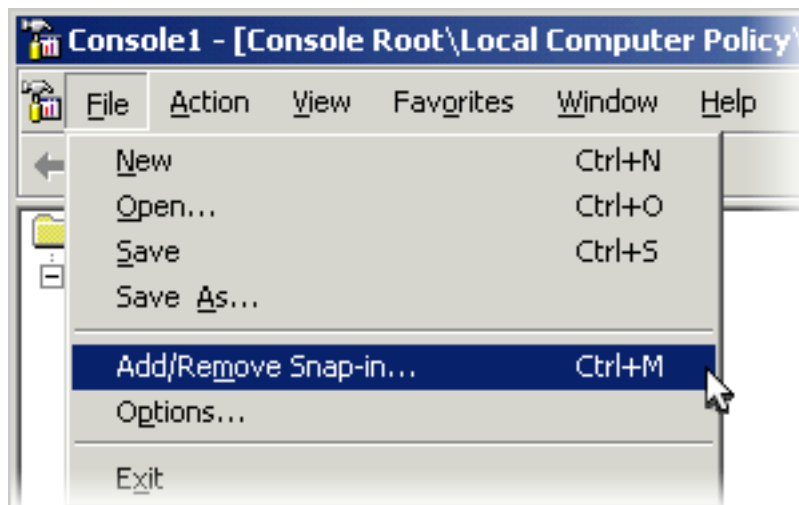 Console1 - [Console Root\Local Computer Policy\
File Action View Favorites Window Help
New Ctrl+N
Open... Ctrl+O
Save Ctrl+S
Save As...
Add/Remove Snap-in... Ctrl+M
Options...
Exit